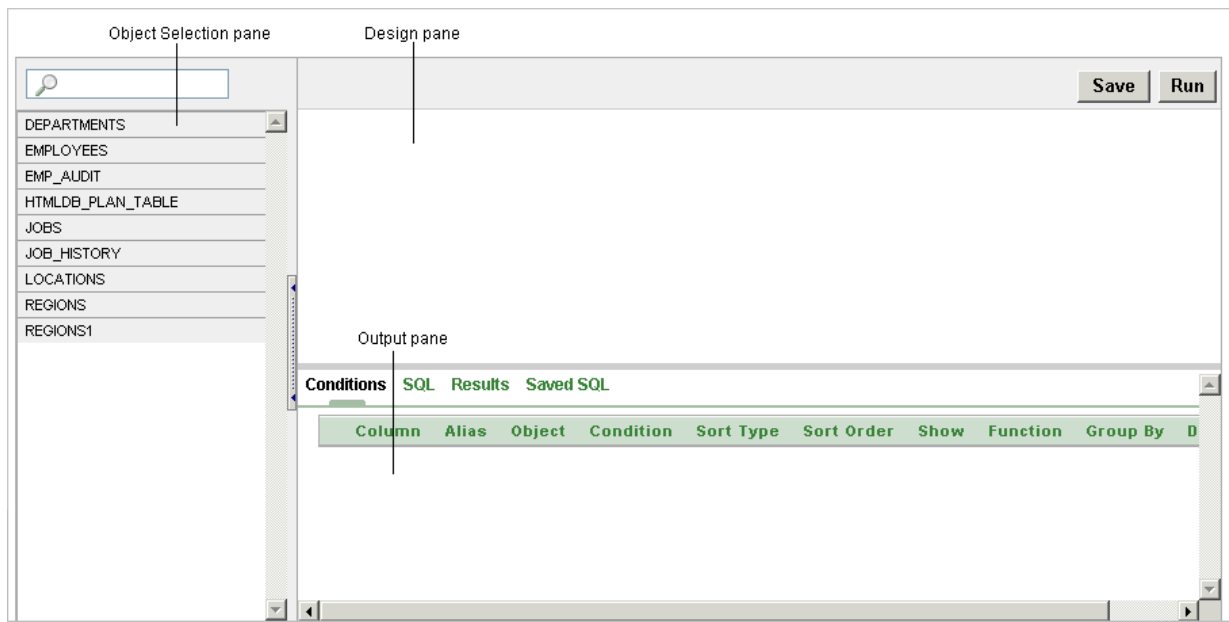 Object Selection pane
Design pane
Save
Run
DEPARTMENTS
EMPLOYEES
EMP_AUDIT
HTMLDB_PLAN_TABLE
JOBS
JOB_HISTORY
LOCATIONS
REGIONS
REGIONS1
Output pane
Conditions SQL Results Saved SQL
Column Alias Object Condition Sort Type Sort Order Show Function Group By D